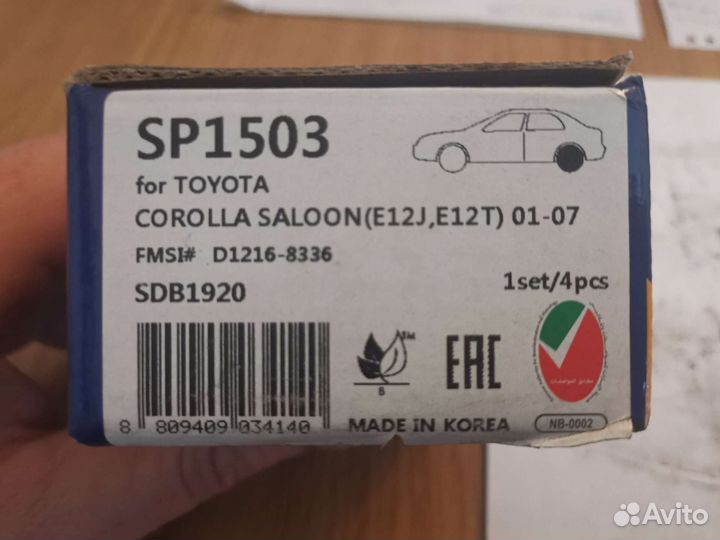 SP1503
for TOYOTA
COROLLA SALOON(E12J,E12T) 01-07
FMSI# D1216-8336
SDB1920
1set/4pcs
TM
B
EAC
8 809409 034140
MADE IN KOREA
NB-0002
Avito